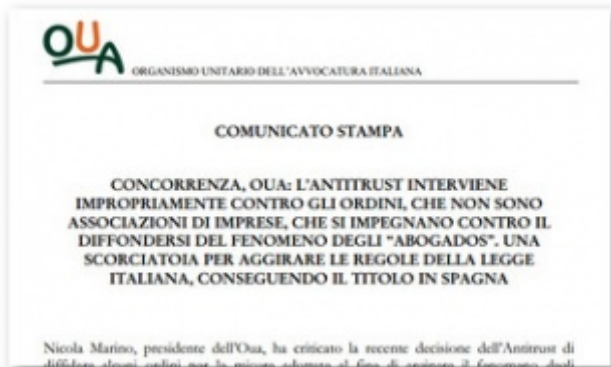 OUA
ORGANISMO UNITARIO DELL'AVVOCATURA ITALIANA
COMUNICATO STAMPA
CONCORRENZA, OUA: L'ANTITRUST INTERVIENE
IMPROPRIAMENTE CONTRO GLI ORDINI, CHE NON SONO
ASSOCIAZIONI DI IMPRESE, CHE SI IMPEGNANO CONTRO IL
DIFFONDERSI DEL FENOMENO DEGLI "ABOGADOS". UNA
SCORCIATOIA PER AGGIRARE LE REGOLE DELLA LEGGE
ITALIANA, CONSEGUENDO IL TITOLO IN SPAGNA
Nicola Marino, presidente dell'Oua, ha criticato la recente decisione dell'Antitrust di